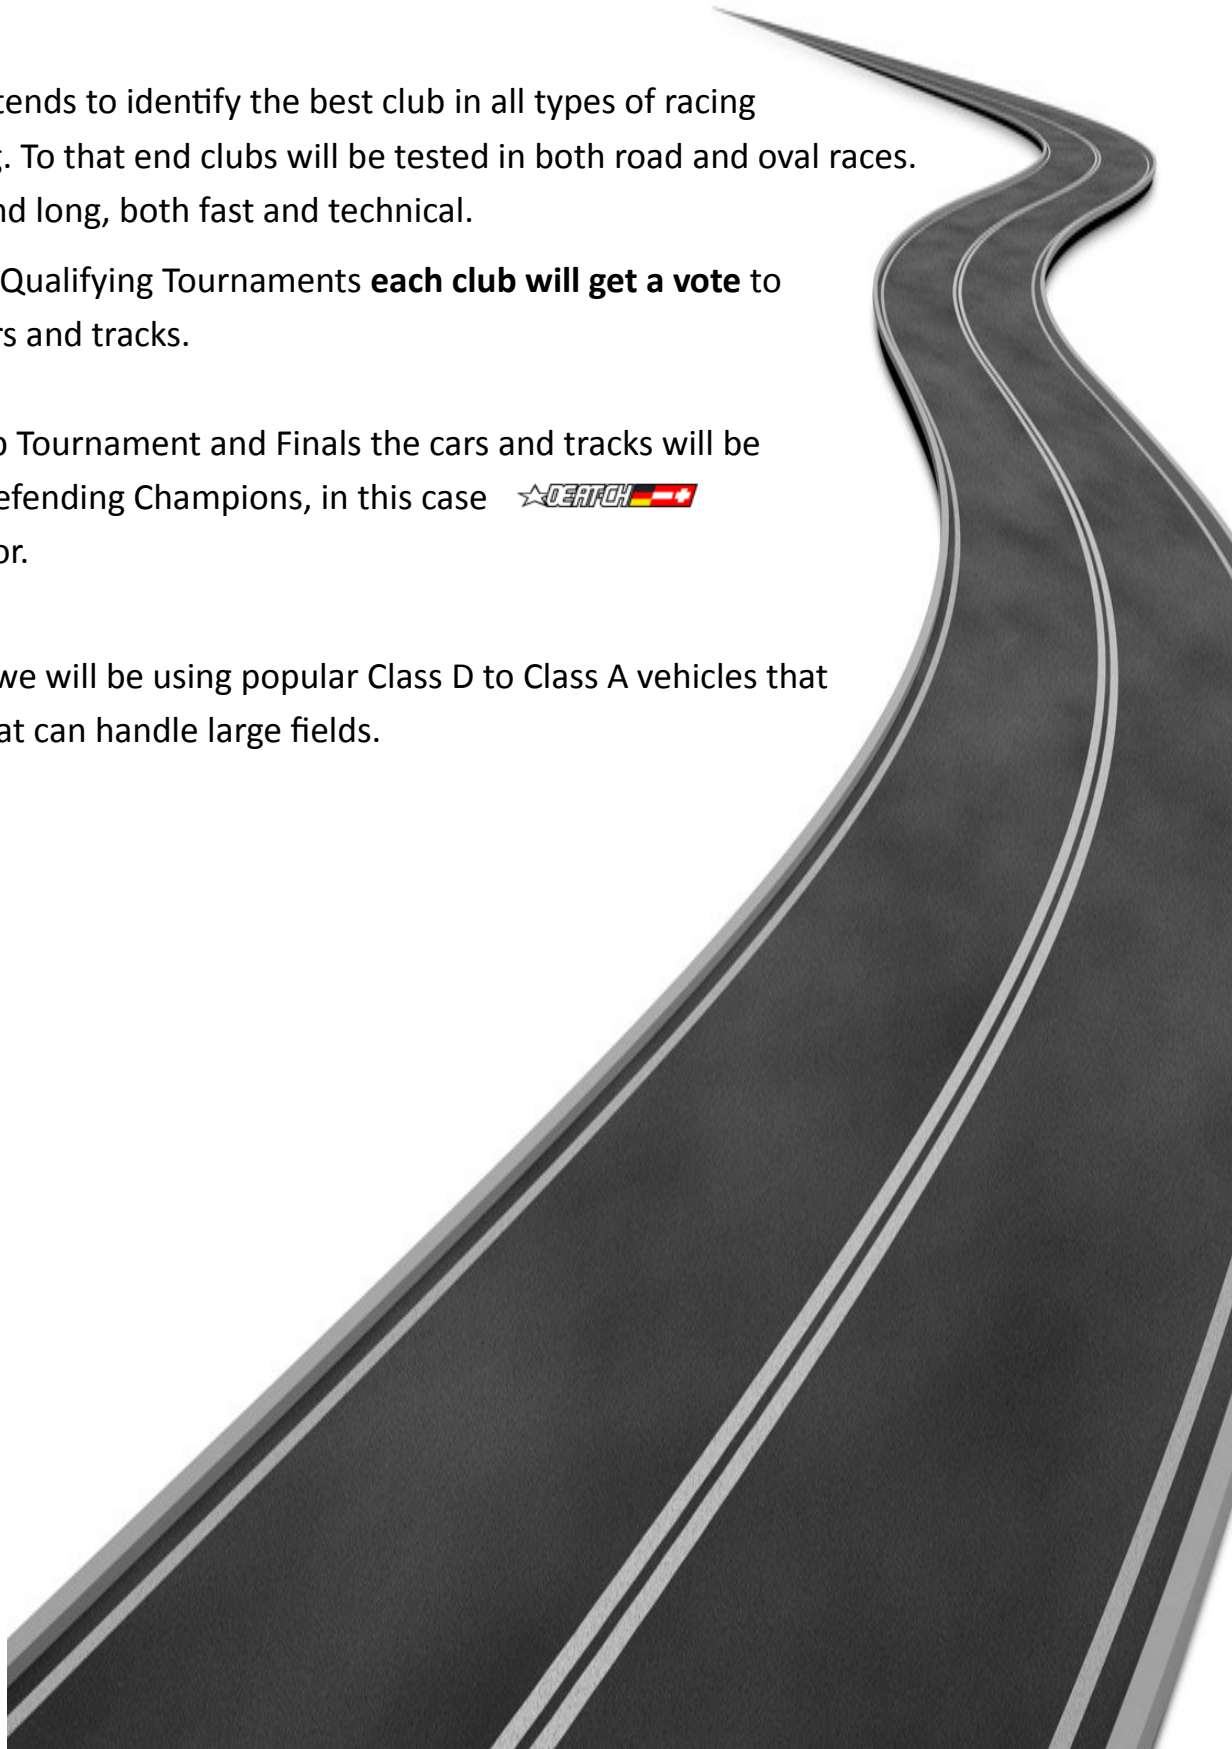 tends to identify the best club in all types of racing
. To that end clubs will be tested in both road and oval races.
nd long, both fast and technical.
Qualifying Tournaments each club will get a vote to
rs and tracks.
Tournament and Finals the cars and tracks will be
efending Champions, in this case DEATCH
or.
we will be using popular Class D to Class A vehicles that
at can handle large fields.